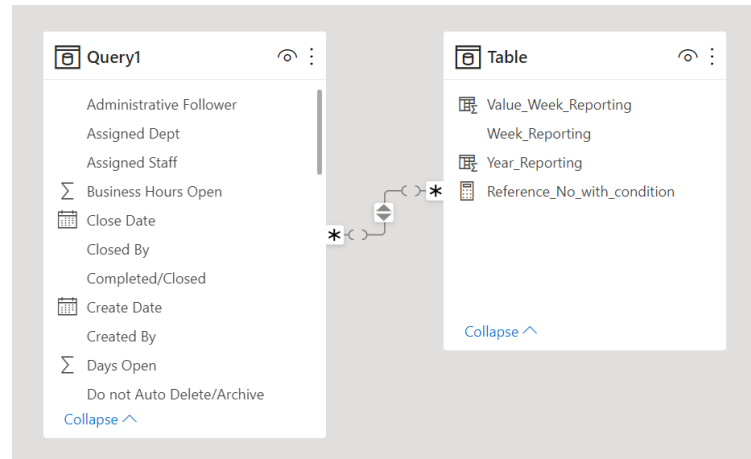 Query1
Administrative Follower
Assigned Dept
Assigned Staff
Business Hours Open
Close Date
Closed By
Completed/Closed
Create Date
Created By
Days Open
Do not Auto Delete/Archive
Collapse
Table
Value_Week_Reporting
Week_Reporting
Year_Reporting
Reference_No_with_condition
Collapse